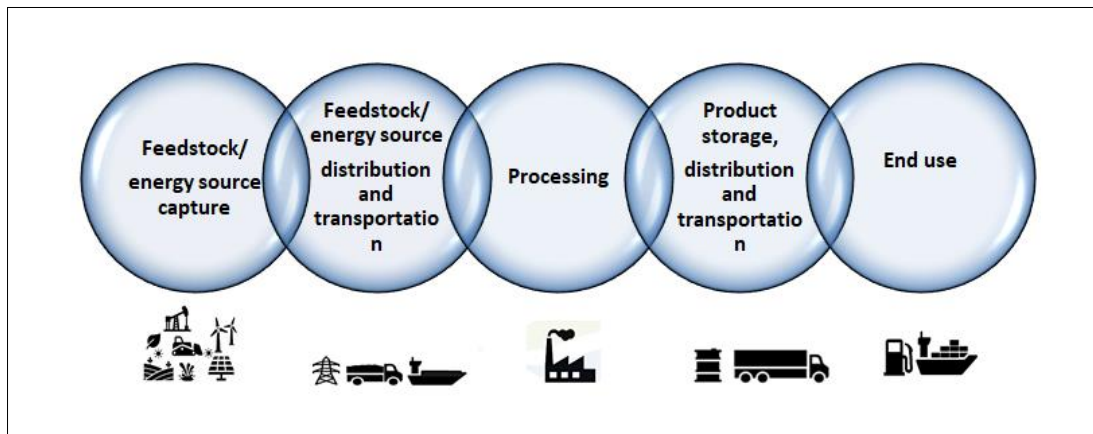 Feedstock/
energy source
capture
Feedstock/
energy source
distribution
and
transportatio
n
Processing
Product
storage,
distribution
and
transportatio
n
End use